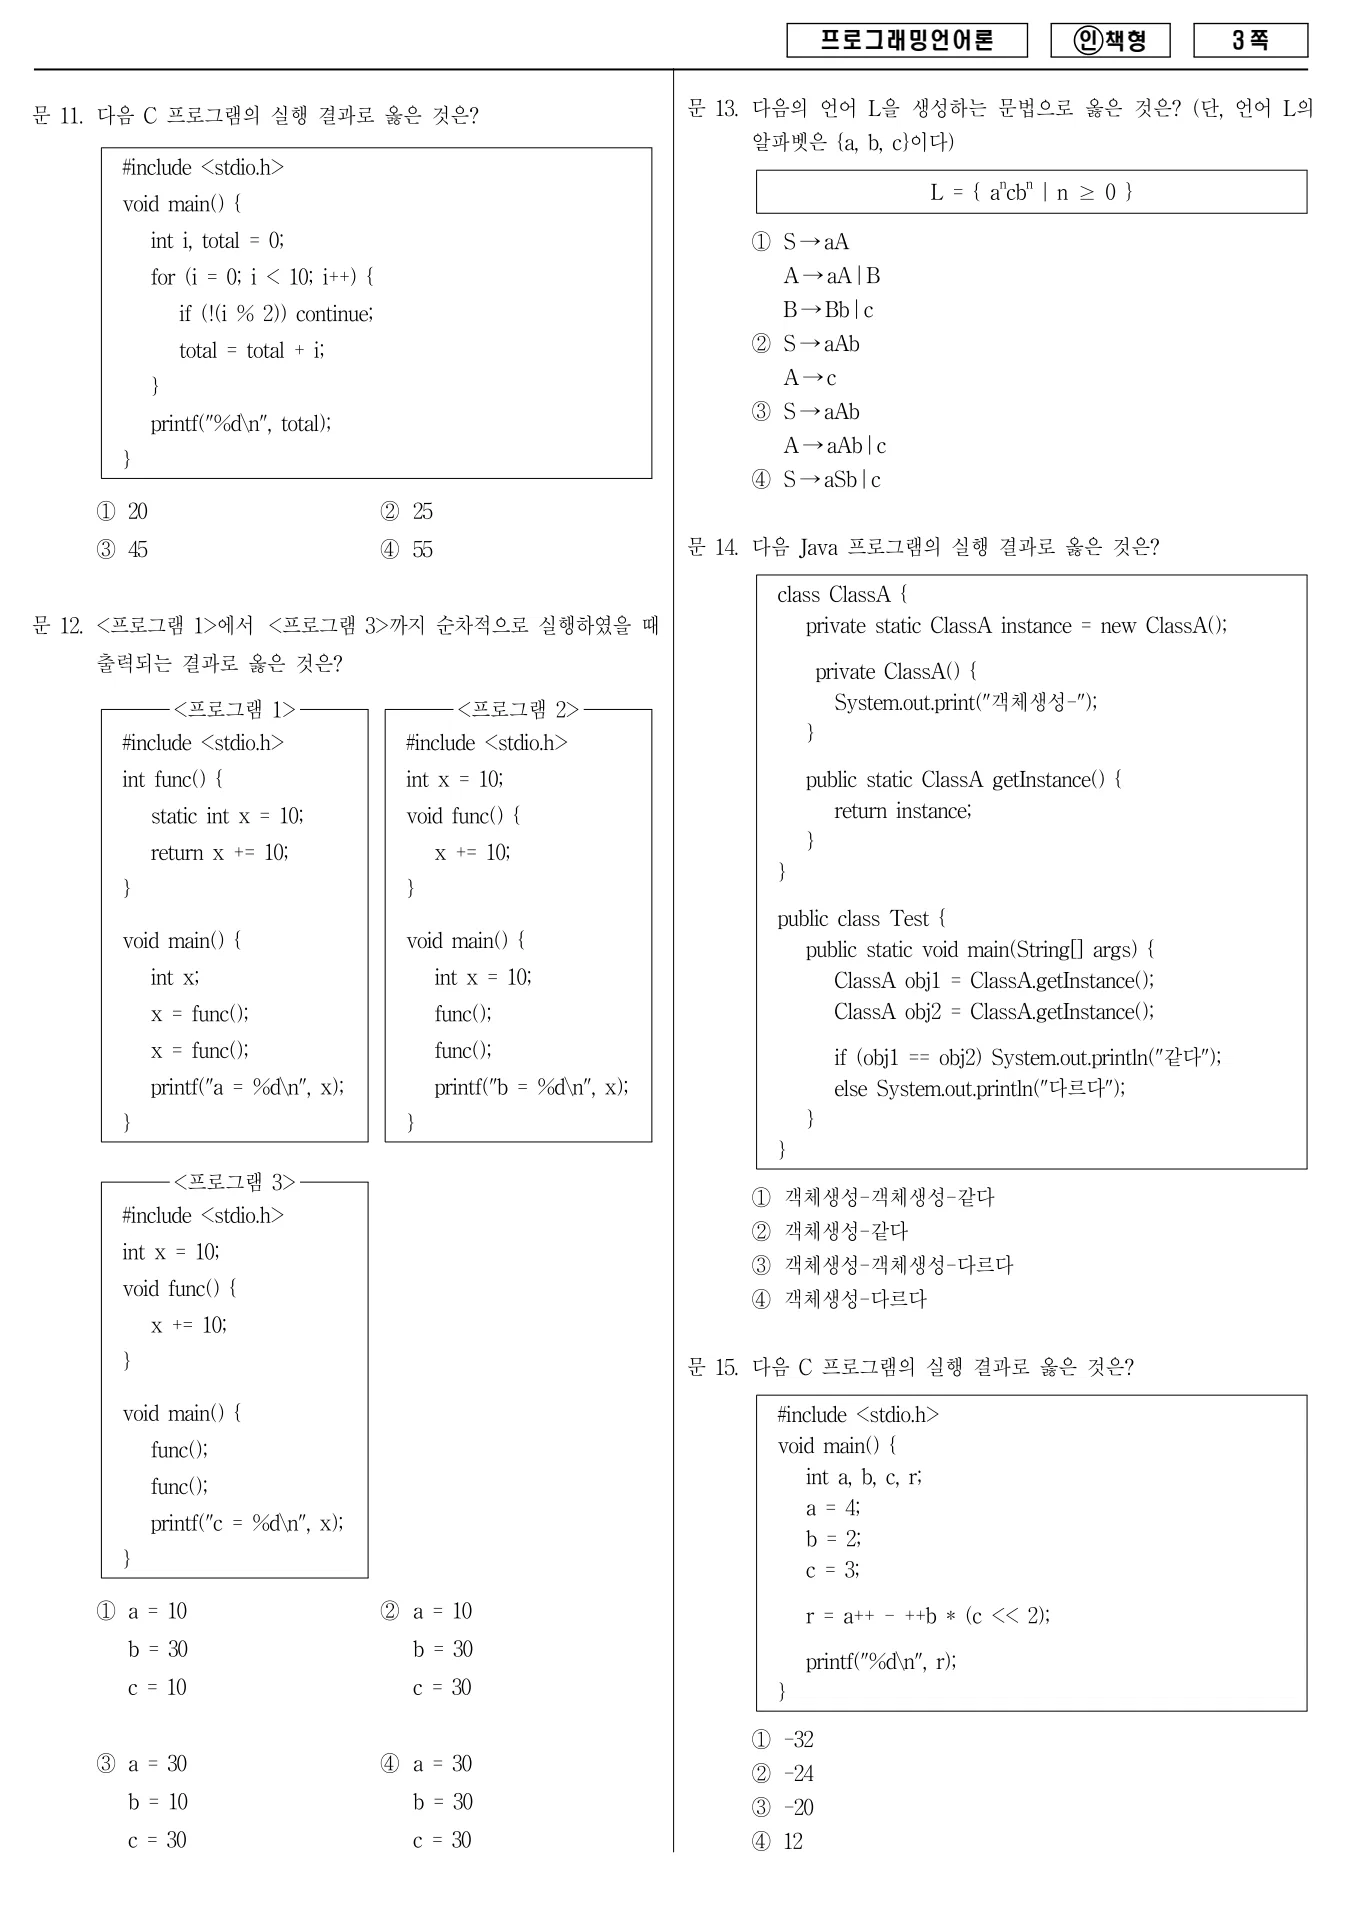 프로그래밍언어론
인책형
3쪽
문 11. 다음 C 프로그램의 실행 결과로 옳은 것은?
#include <stdio.h>
void main() {
int i, total = 0;
for (i = 0; i < 10; i++) {
if (!(i % 2)) continue;
total = total + i;
}
printf("%d\n", total);
}
① 20 ② 25
③ 45 ④ 55
문 12. <프로그램 1>에서 <프로그램 3>까지 순차적으로 실행하였을 때
출력되는 결과로 옳은 것은?
<프로그램 1>
#include <stdio.h>
int func() {
static int x = 10;
return x += 10;
}
void main() {
int x;
x = func();
x = func();
printf("a = %d\n", x);
}
<프로그램 2>
#include <stdio.h>
int x = 10;
void func() {
x += 10;
}
void main() {
int x = 10;
func();
func();
printf("b = %d\n", x);
}
<프로그램 3>
#include <stdio.h>
int x = 10;
void func() {
x += 10;
}
void main() {
func();
func();
printf("c = %d\n", x);
}
① a = 10
b = 30
c = 10
② a = 10
b = 30
c = 30
③ a = 30
b = 10
c = 30
④ a = 30
b = 30
c = 30
문 13. 다음의 언어 L을 생성하는 문법으로 옳은 것은? (단, 언어 L의
알파벳은 {a, b, c}이다)
L = { aⁿcbⁿ | n ≥ 0 }
① S→aA
A→aA|B
B→Bb|c
② S→aAb
A→c
③ S→aAb
A→aAb|c
④ S→aSb|c
문 14. 다음 Java 프로그램의 실행 결과로 옳은 것은?
class ClassA {
private static ClassA instance = new ClassA();
private ClassA() {
System.out.print("객체생성-");
}
public static ClassA getInstance() {
return instance;
}
}
public class Test {
public static void main(String[] args) {
ClassA obj1 = ClassA.getInstance();
ClassA obj2 = ClassA.getInstance();
if (obj1 == obj2) System.out.println("같다");
else System.out.println("다르다");
}
}
① 객체생성-객체생성-같다
② 객체생성-같다
③ 객체생성-객체생성-다르다
④ 객체생성-다르다
문 15. 다음 C 프로그램의 실행 결과로 옳은 것은?
#include <stdio.h>
void main() {
int a, b, c, r;
a = 4;
b = 2;
c = 3;
r = a++ - ++b * (c << 2);
printf("%d\n", r);
}
① -32
② -24
③ -20
④ 12